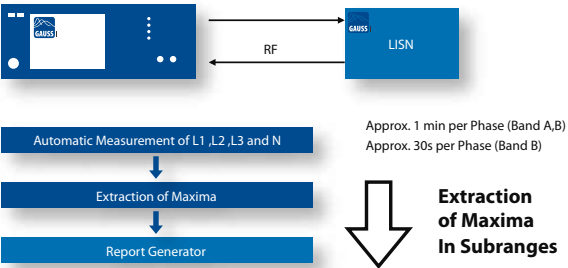 GAUSS
GAUSS
RF
LISN
Automatic Measurement of L1 ,L2 ,L3 and N
Approx. 1 min per Phase (Band A,B)
Approx. 30s per Phase (Band B)
Extraction of Maxima
Extraction
of Maxima
In Subranges
Report Generator